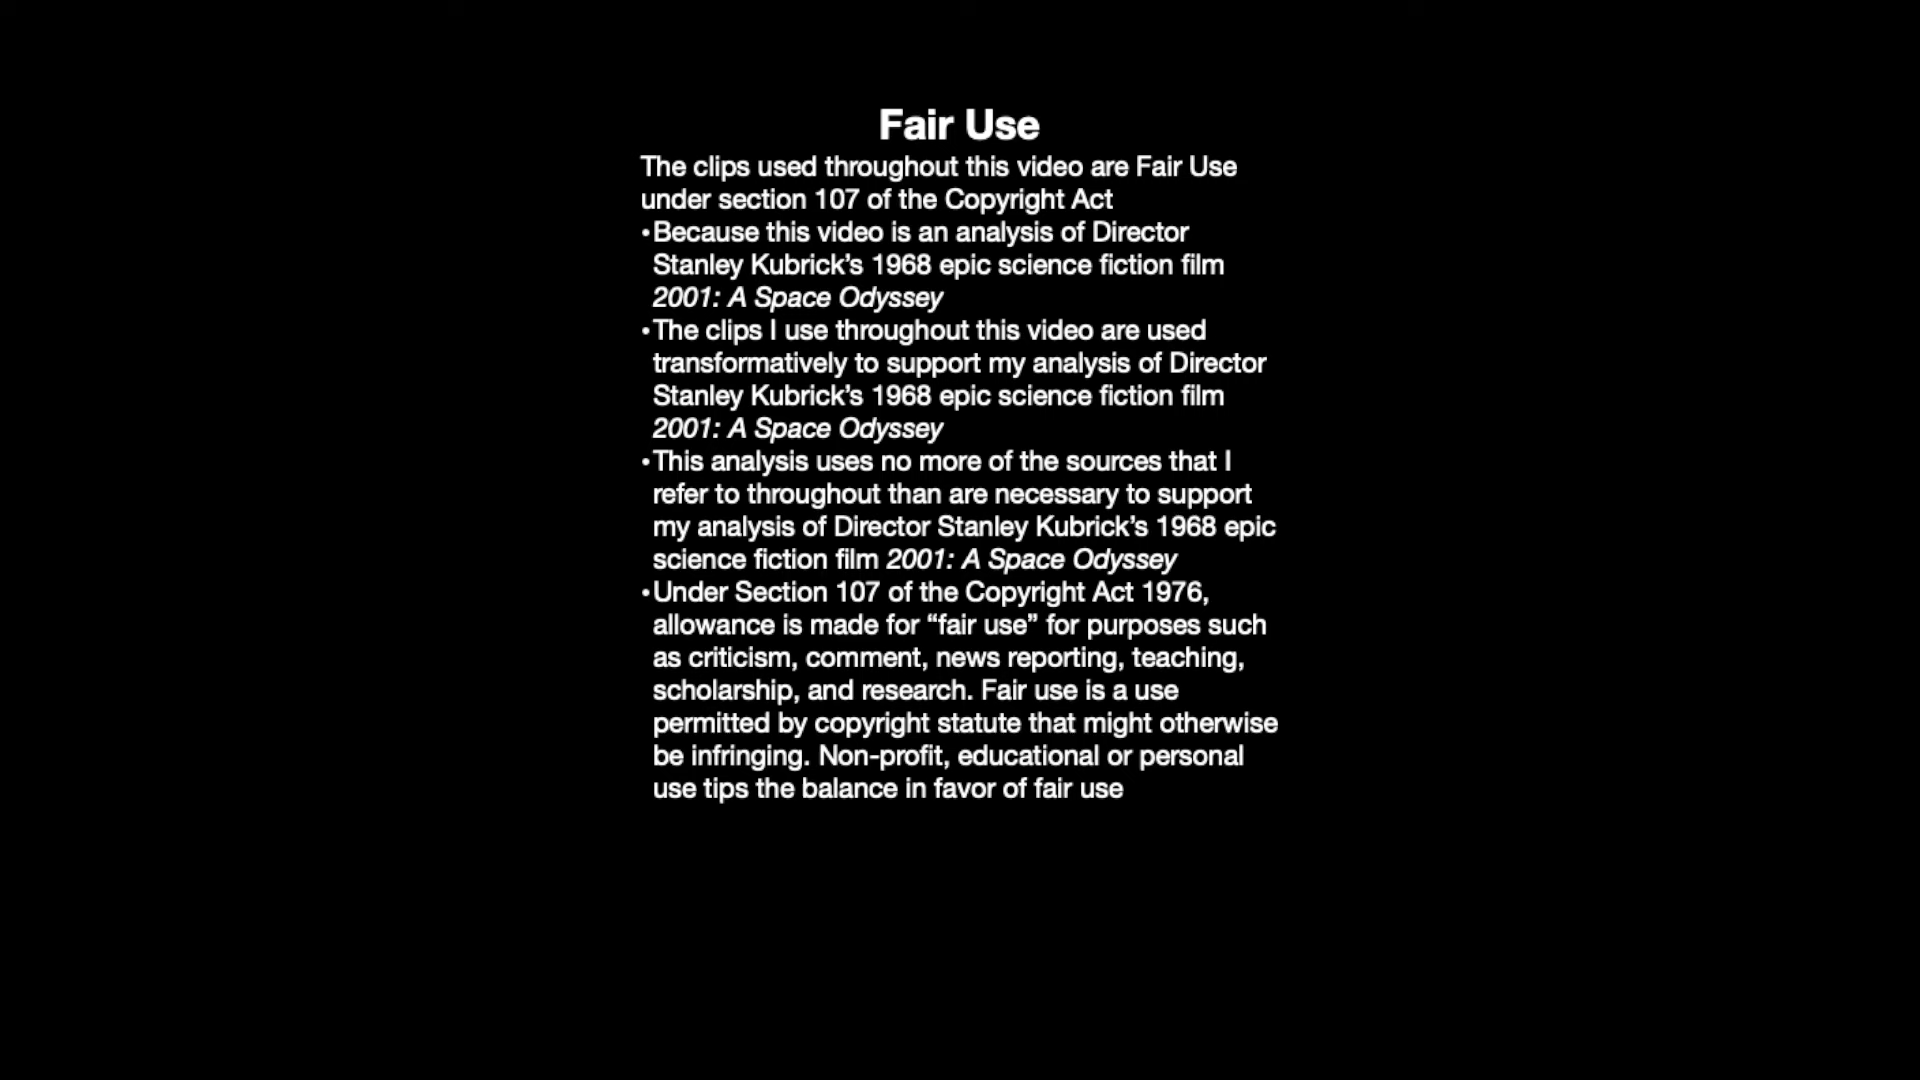 Fair Use
The clips used throughout this video are Fair Use
under section 107 of the Copyright Act
•Because this video is an analysis of Director
Stanley Kubrick’s 1968 epic science fiction film
2001: A Space Odyssey
•The clips I use throughout this video are used
transformatively to support my analysis of Director
Stanley Kubrick’s 1968 epic science fiction film
2001: A Space Odyssey
•This analysis uses no more of the sources that I
refer to throughout than are necessary to support
my analysis of Director Stanley Kubrick’s 1968 epic
science fiction film 2001: A Space Odyssey
•Under Section 107 of the Copyright Act 1976,
allowance is made for “fair use” for purposes such
as criticism, comment, news reporting, teaching,
scholarship, and research. Fair use is a use
permitted by copyright statute that might otherwise
be infringing. Non-profit, educational or personal
use tips the balance in favor of fair use